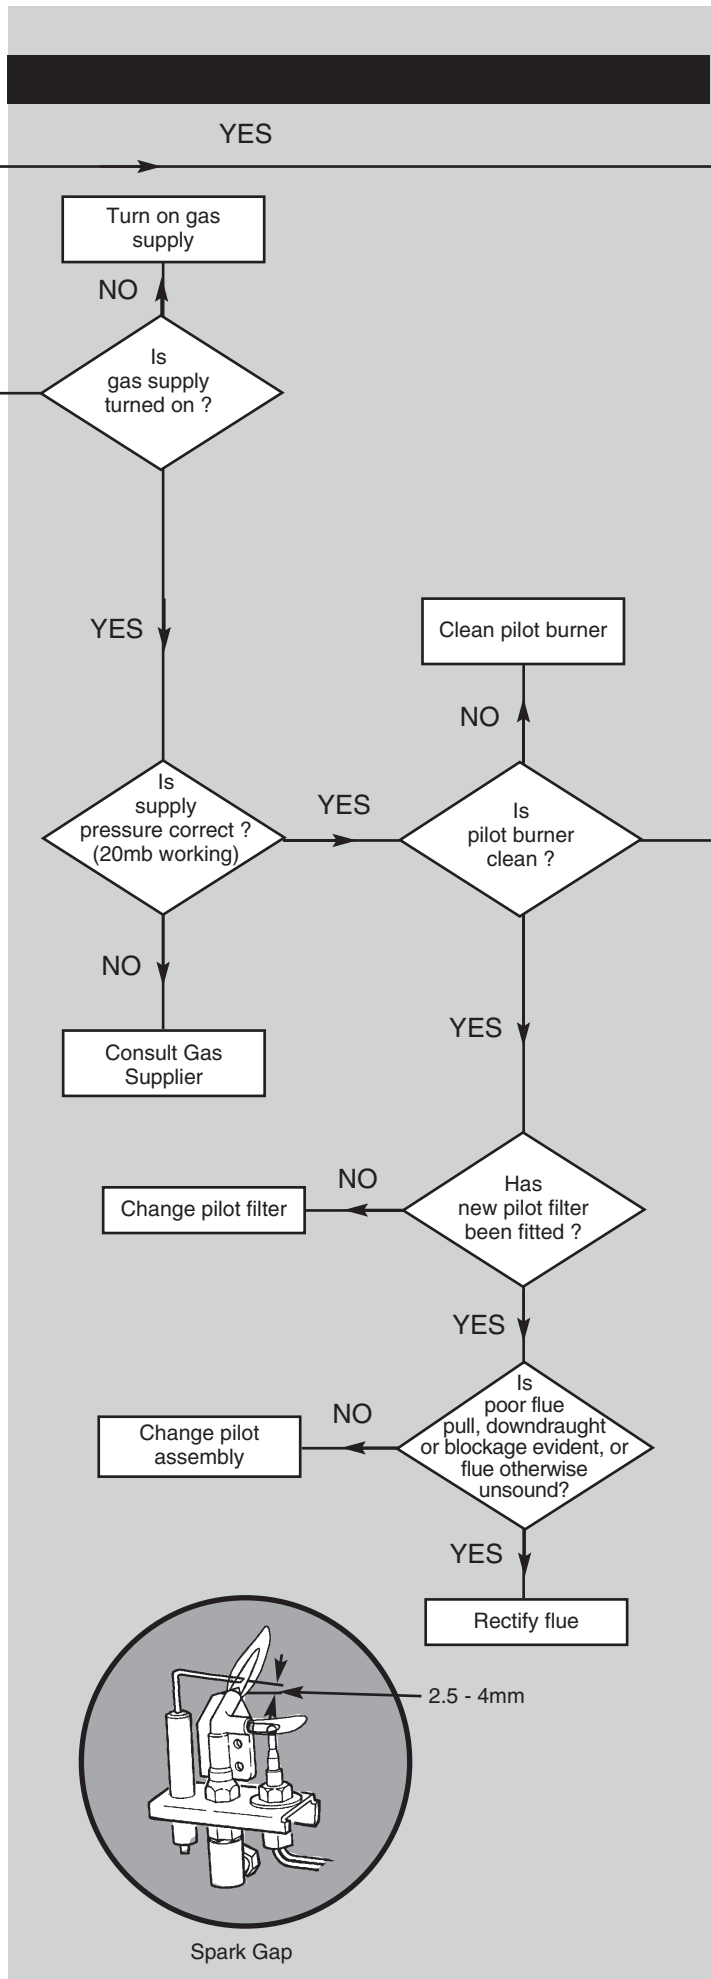 YES
Turn on gas
supply
NO
Is
gas supply
turned on ?
YES
Clean pilot burner
NO
Is
supply
pressure correct ?
(20mb working)
YES
Is
pilot burner
clean ?
NO
Consult Gas
Supplier
YES
Has
new pilot filter
been fitted ?
NO
Change pilot filter
YES
Is
poor flue
pull, downdraught
or blockage evident, or
flue otherwise
unsound?
NO
Change pilot
assembly
YES
Rectify flue
2.5 - 4mm
Spark Gap